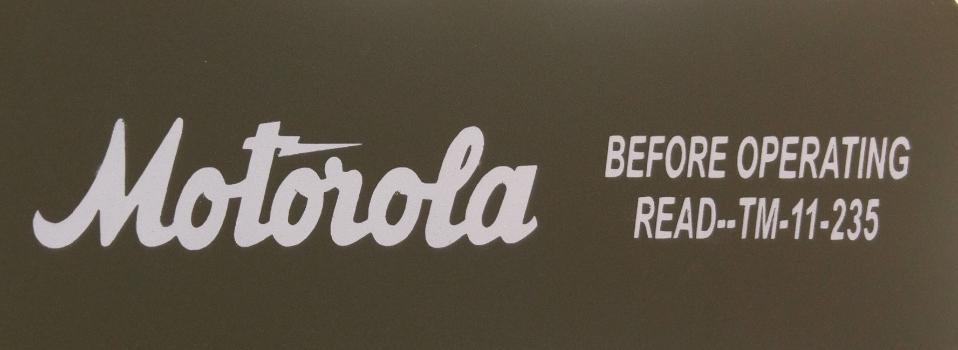 Motorola
BEFORE OPERATING
READ--TM-11-235